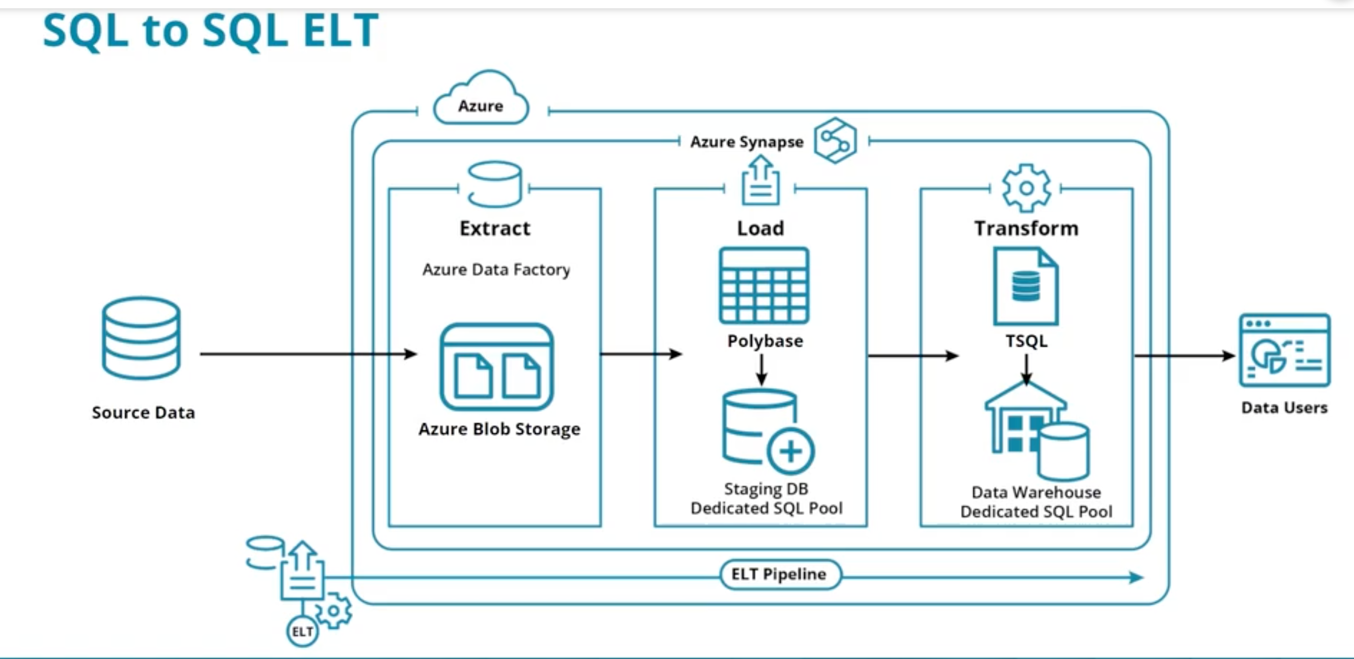 SQL to SQL ELT
Azure
Azure Synapse
Extract
Azure Data Factory
Azure Blob Storage
Load
Polybase
Staging DB
Dedicated SQL Pool
Transform
TSQL
Data Warehouse
Dedicated SQL Pool
Source Data
Data Users
ELT Pipeline
ELT